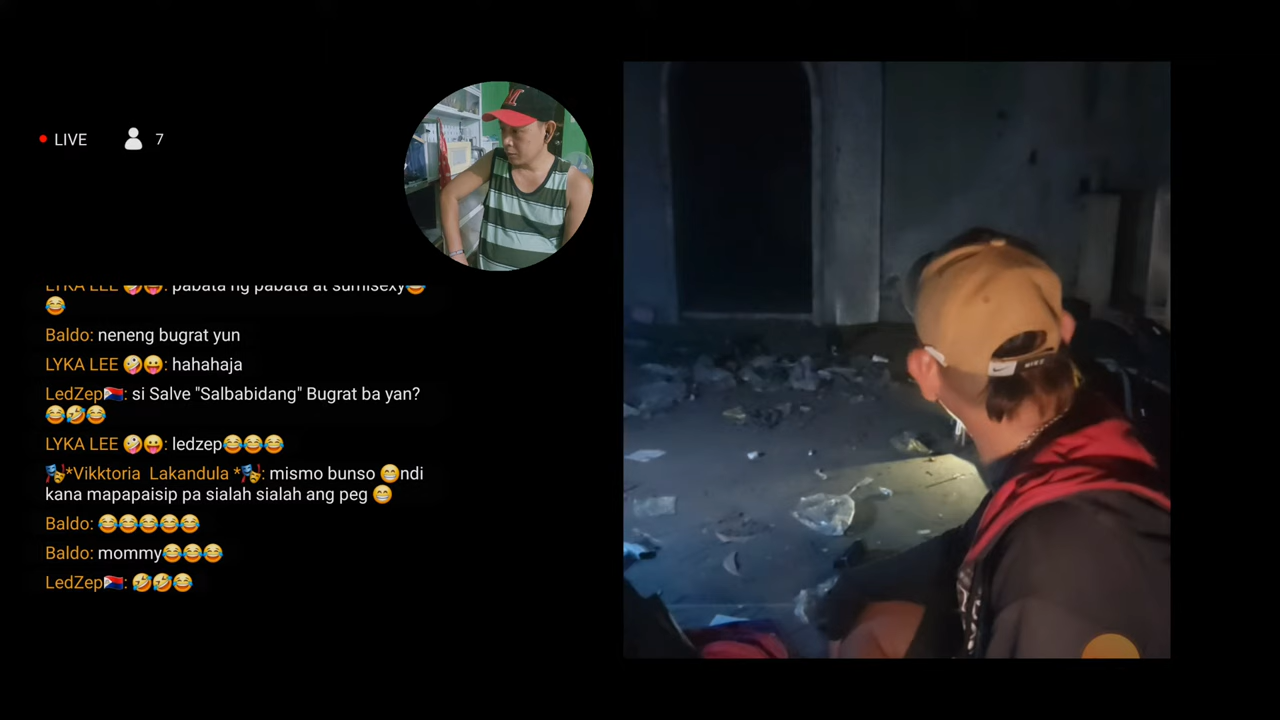 LIVE 7
LYKA LEE 🤪😛: pabata ng pabata at sumisexy😂
😂
Baldo: neneng bugrat yun
LYKA LEE 🤪😛: hahahaja
LedZep🇵🇭: si Salve "Salbabidang" Bugrat ba yan?
😂🤣😂
LYKA LEE 🤪😛: ledzep😂😂😂
🎭*Vikktoria Lakandula *🎭: mismo bunso 😁ndi
kana mapapaisip pa sialah sialah ang peg 😁
Baldo: 😂😂😂😂😂
Baldo: mommy😂😂😂
LedZep🇵🇭: 🤣🤣😂